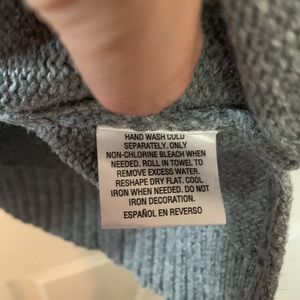 HAND WASH COLD
SEPARATELY. ONLY
NON-CHLORINE BLEACH WHEN
NEEDED. ROLL IN TOWEL TO
REMOVE EXCESS WATER.
RESHAPE DRY FLAT. COOL
IRON WHEN NEEDED. DO NOT
IRON DECORATION.
ESPAÑOL EN REVERSO